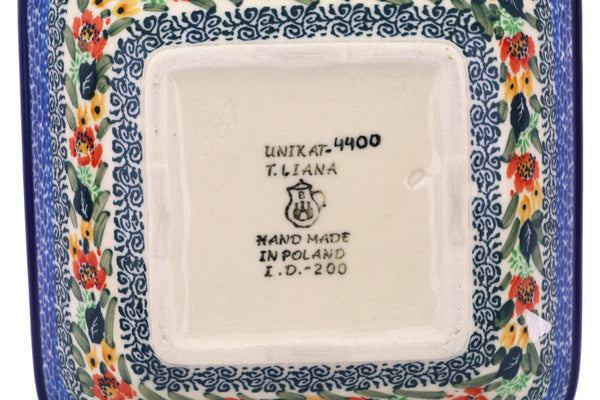 UNIKAT-4400
T. LIANA
HAND MADE
IN POLAND
I.D.-200